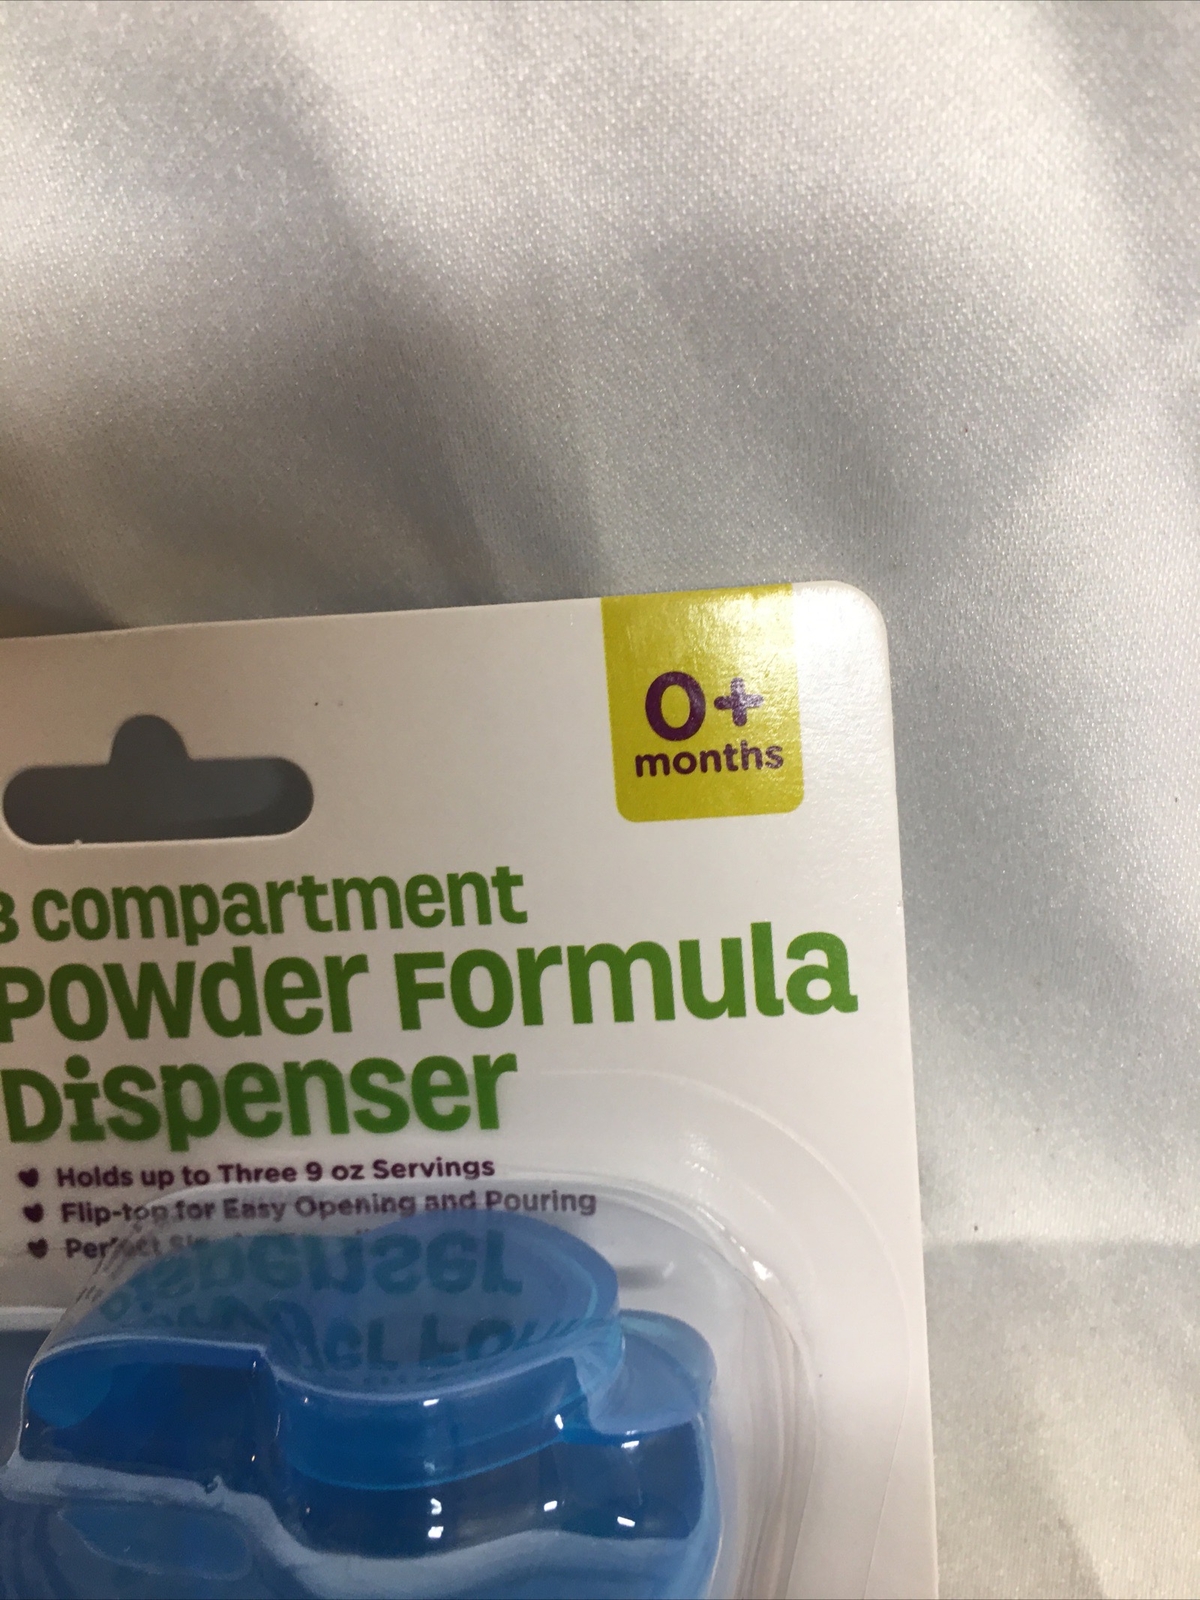 0+
months
3 compartment
Powder Formula
Dispenser
Holds up to Three 9 oz Servings
Flip-top for Easy Opening and Pouring
Perfect